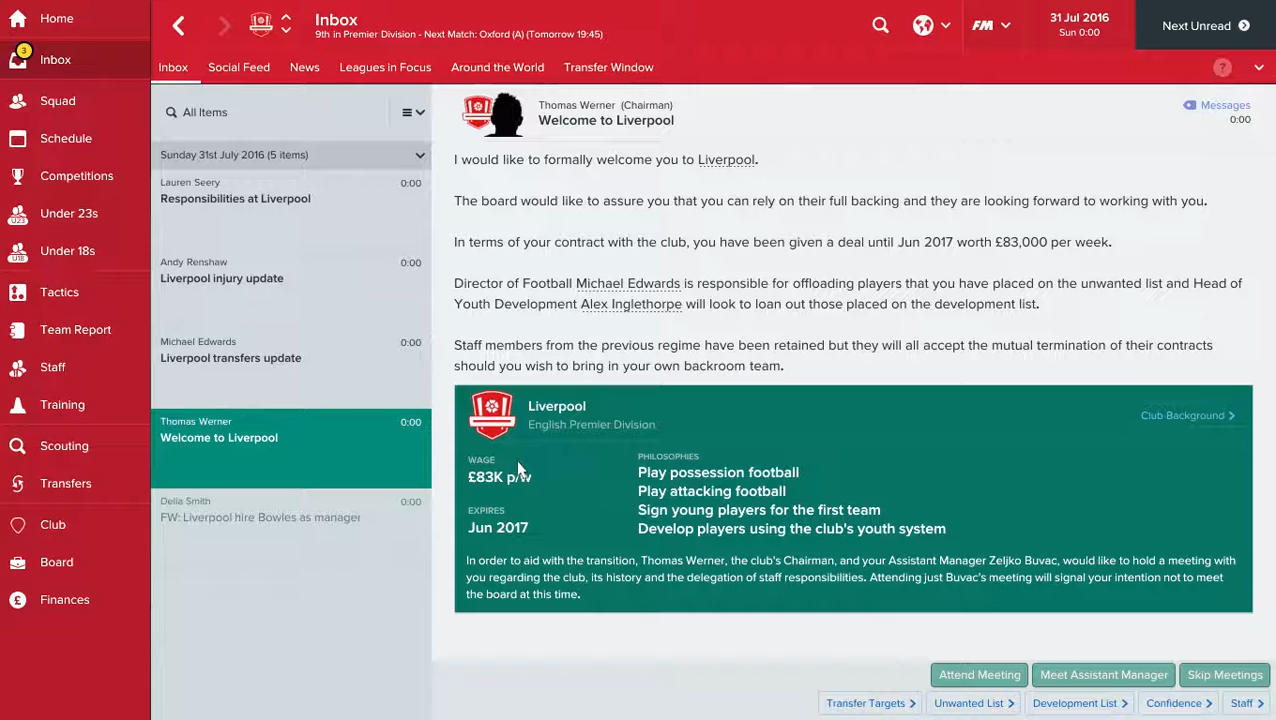 Home
3
Inbox
Squad
Schedule
Competitions
U23
Under 23s
U18
Under 18s
Tactics
Team Report
Staff
Training
Scouting
Transfers
Club
Board
£
Finances
Inbox
9th in Premier Division - Next Match: Oxford (A) (Tomorrow 19:45)
FM
31 Jul 2016
Sun 0:00
Next Unread
Inbox
Social Feed
News
Leagues in Focus
Around the World
Transfer Window
?
All Items
Sunday 31st July 2016 (5 items)
Lauren Seery 0:00
Responsibilities at Liverpool
Andy Renshaw 0:00
Liverpool injury update
Michael Edwards 0:00
Liverpool transfers update
Thomas Werner 0:00
Welcome to Liverpool
Delia Smith 0:00
FW: Liverpool hire Bowles as manager
Thomas Werner (Chairman)
Welcome to Liverpool
Messages
0:00
I would like to formally welcome you to Liverpool.
The board would like to assure you that you can rely on their full backing and they are looking forward to working with you.
In terms of your contract with the club, you have been given a deal until Jun 2017 worth £83,000 per week.
Director of Football Michael Edwards is responsible for offloading players that you have placed on the unwanted list and Head of
Youth Development Alex Inglethorpe will look to loan out those placed on the development list.
Staff members from the previous regime have been retained but they will all accept the mutual termination of their contracts
should you wish to bring in your own backroom team.
Liverpool
English Premier Division
Club Background
WAGE
£83K p/w
EXPIRES
Jun 2017
PHILOSOPHIES
Play possession football
Play attacking football
Sign young players for the first team
Develop players using the club's youth system
In order to aid with the transition, Thomas Werner, the club's Chairman, and your Assistant Manager Zeljko Buvac, would like to hold a meeting with
you regarding the club, its history and the delegation of staff responsibilities. Attending just Buvac's meeting will signal your intention not to meet
the board at this time.
Attend Meeting
Meet Assistant Manager
Skip Meetings
Transfer Targets
Unwanted List
Development List
Confidence
Staff